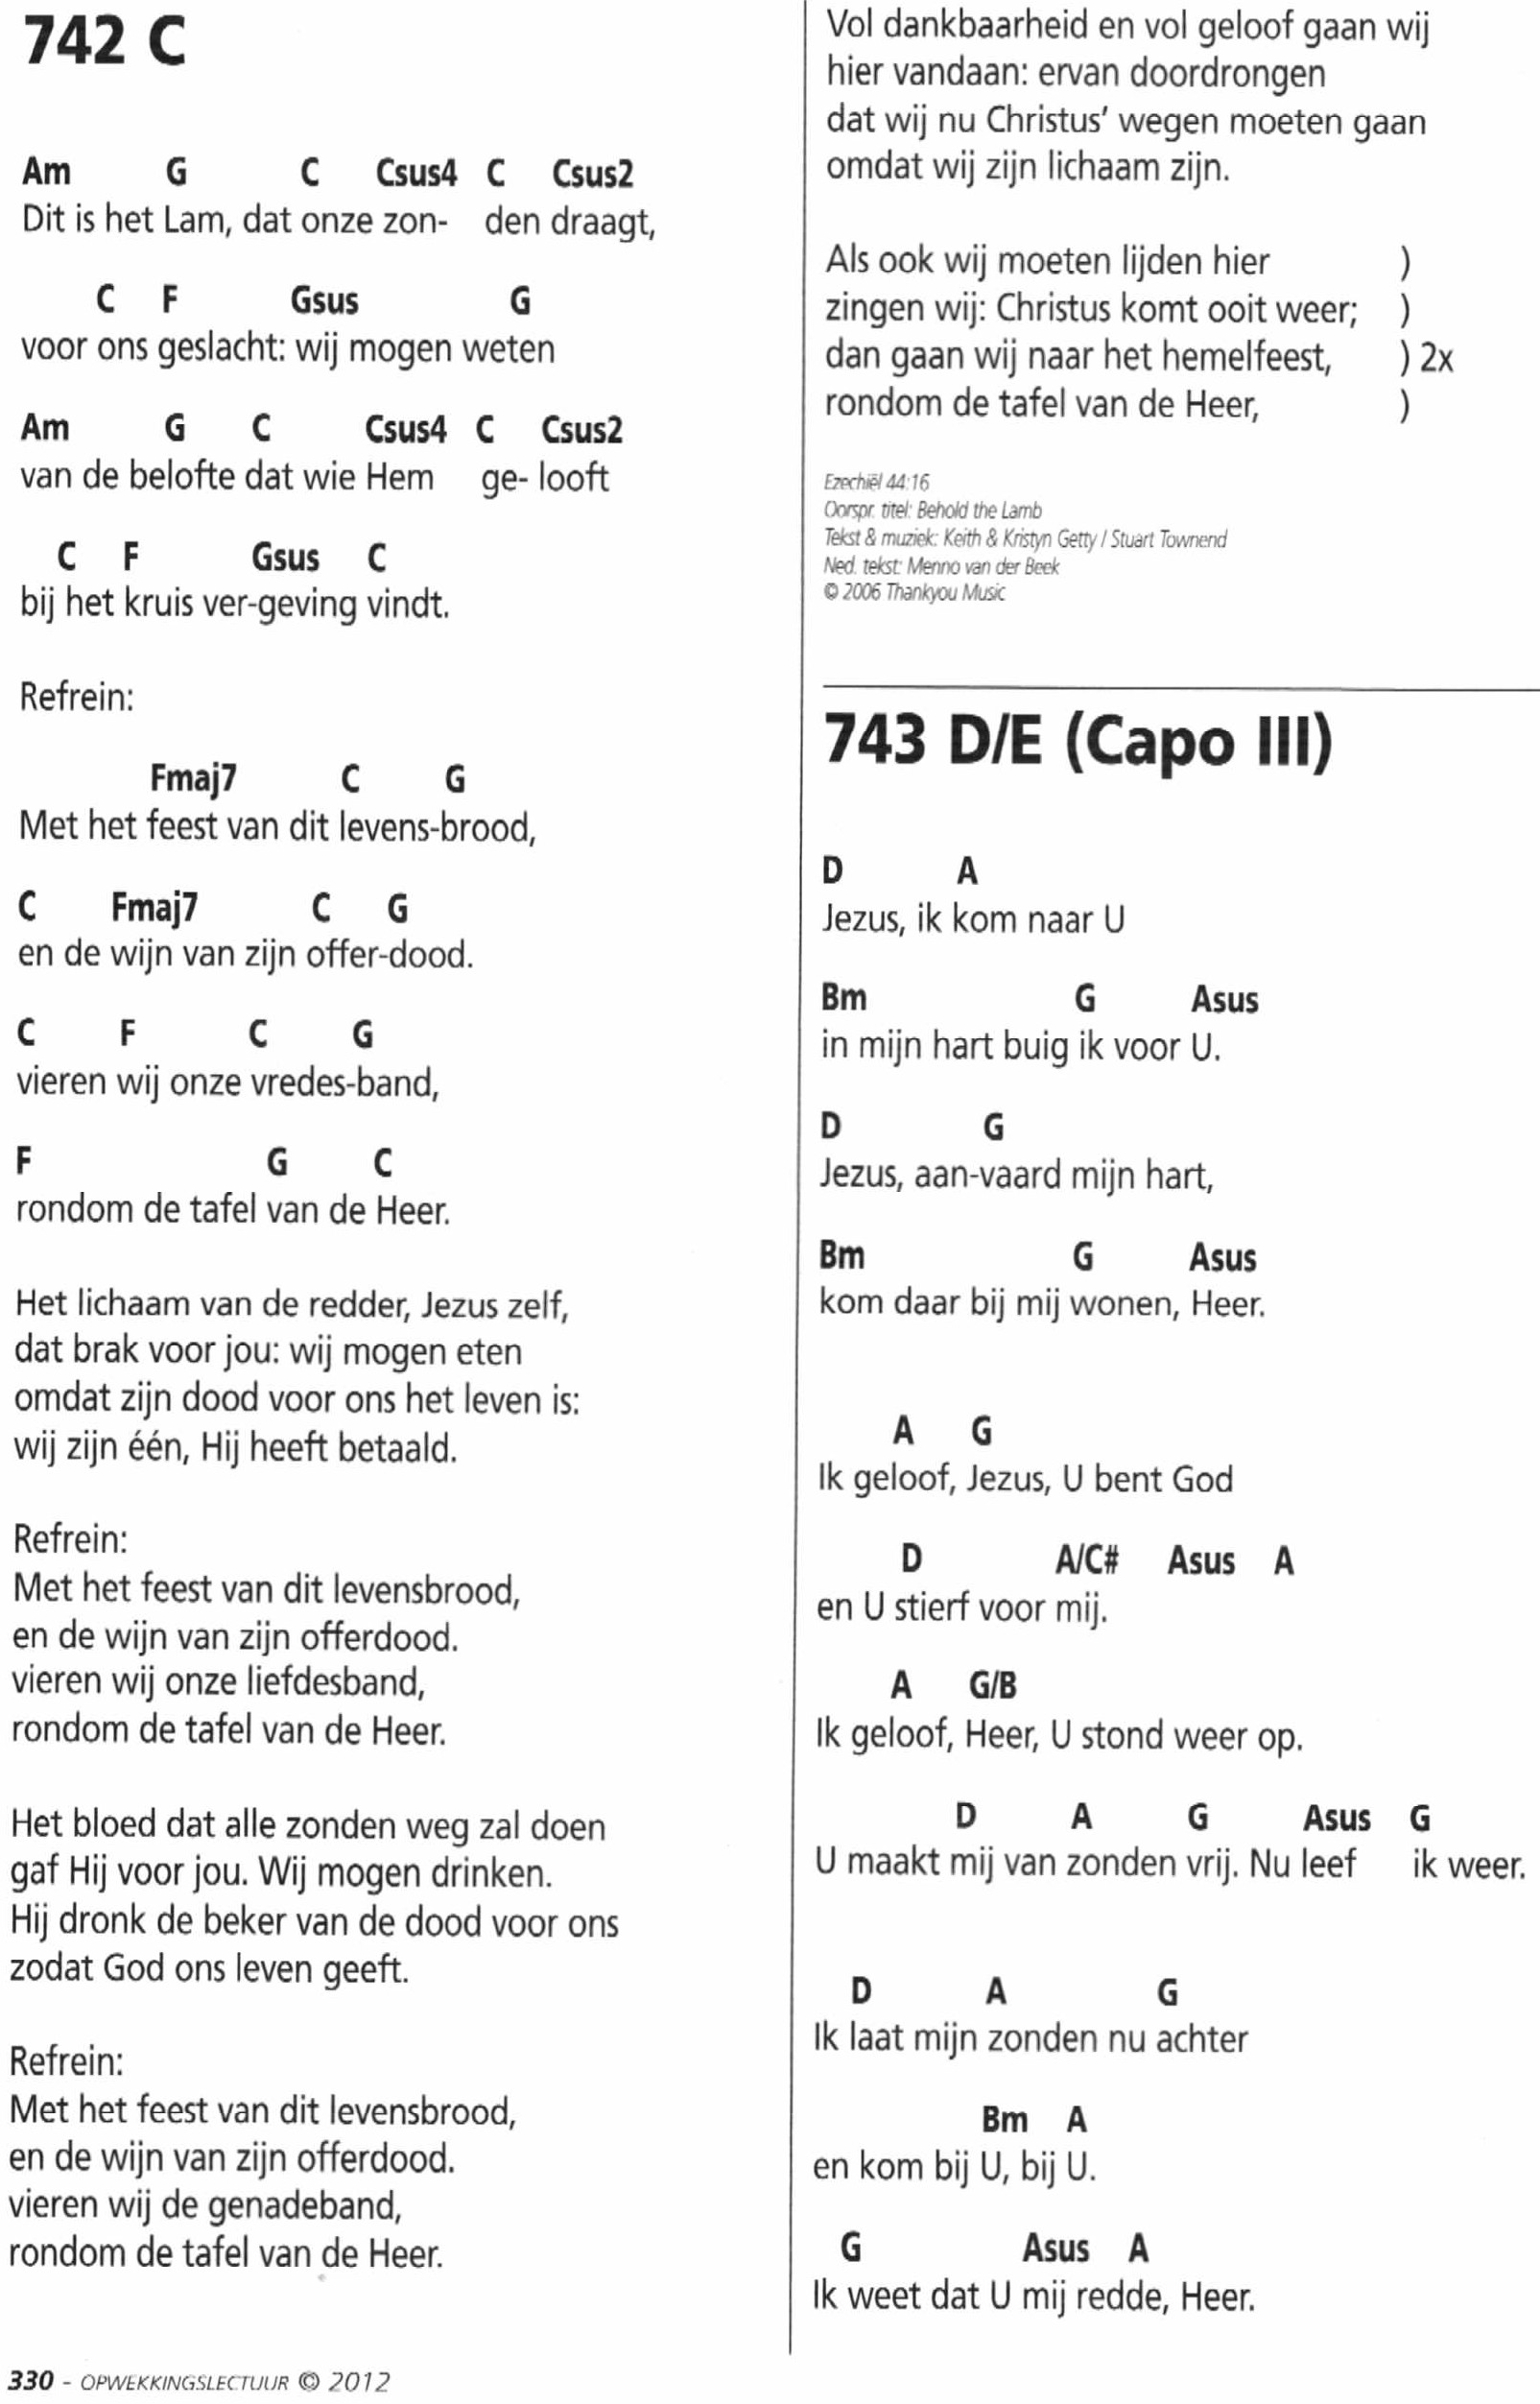 742 C
Am G C Csus4 C Csus2
Dit is het Lam, dat onze zon- den draagt,
C F Gsus G
voor ons geslacht: wij mogen weten
Am G C Csus4 C Csus2
van de belofte dat wie Hem ge- looft
C F Gsus C
bij het kruis ver-geving vindt.
Refrein:
Fmaj7 C G
Met het feest van dit levens-brood,
C Fmaj7 C G
en de wijn van zijn offer-dood.
C F C G
vieren wij onze vredes-band,
F G C
rondom de tafel van de Heer.
Het lichaam van de redder, Jezus zelf,
dat brak voor jou: wij mogen eten
omdat zijn dood voor ons het leven is:
wij zijn één, Hij heeft betaald.
Refrein:
Met het feest van dit levensbrood,
en de wijn van zijn offerdood.
vieren wij onze liefdesband,
rondom de tafel van de Heer.
Het bloed dat alle zonden weg zal doen
gaf Hij voor jou. Wij mogen drinken.
Hij dronk de beker van de dood voor ons
zodat God ons leven geeft.
Refrein:
Met het feest van dit levensbrood,
en de wijn van zijn offerdood.
vieren wij de genadeband,
rondom de tafel van de Heer.
330 - OPWEKKINGSLECTUUR © 2012
Vol dankbaarheid en vol geloof gaan wij
hier vandaan: ervan doordrongen
dat wij nu Christus' wegen moeten gaan
omdat wij zijn lichaam zijn.
Als ook wij moeten lijden hier )
zingen wij: Christus komt ooit weer; )
dan gaan wij naar het hemelfeest, ) 2x
rondom de tafel van de Heer, )
Ezechiël 44:16
Oorspr. titel: Behold the Lamb
Tekst & muziek: Keith & Kristyn Getty / Stuart Townend
Ned. tekst: Menno van der Beek
© 2006 Thankyou Music
743 D/E (Capo III)
D A
Jezus, ik kom naar U
Bm G Asus
in mijn hart buig ik voor U.
D G
Jezus, aan-vaard mijn hart,
Bm G Asus
kom daar bij mij wonen, Heer.
A G
Ik geloof, Jezus, U bent God
D A/C# Asus A
en U stierf voor mij.
A G/B
Ik geloof, Heer, U stond weer op.
D A G Asus G
U maakt mij van zonden vrij. Nu leef ik weer.
D A G
Ik laat mijn zonden nu achter
Bm A
en kom bij U, bij U.
G Asus A
Ik weet dat U mij redde, Heer.